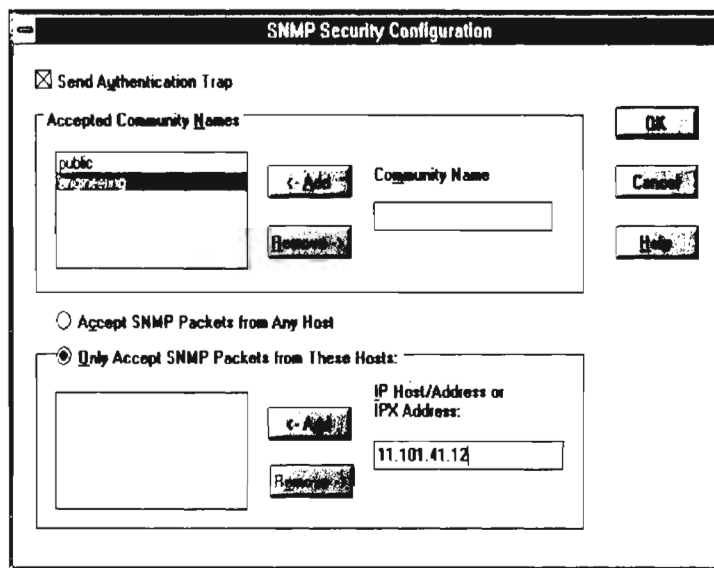 SNMP Security Configuration
Send Authentication Trap
Accepted Community Names
OK
public
engineering
<- Add
Community Name
Cancel
Remove ->
Help
Accept SNMP Packets from Any Host
Only Accept SNMP Packets from These Hosts:
IP Host/Address or
IPX Address:
<- Add
11.101.41.12
Remove ->